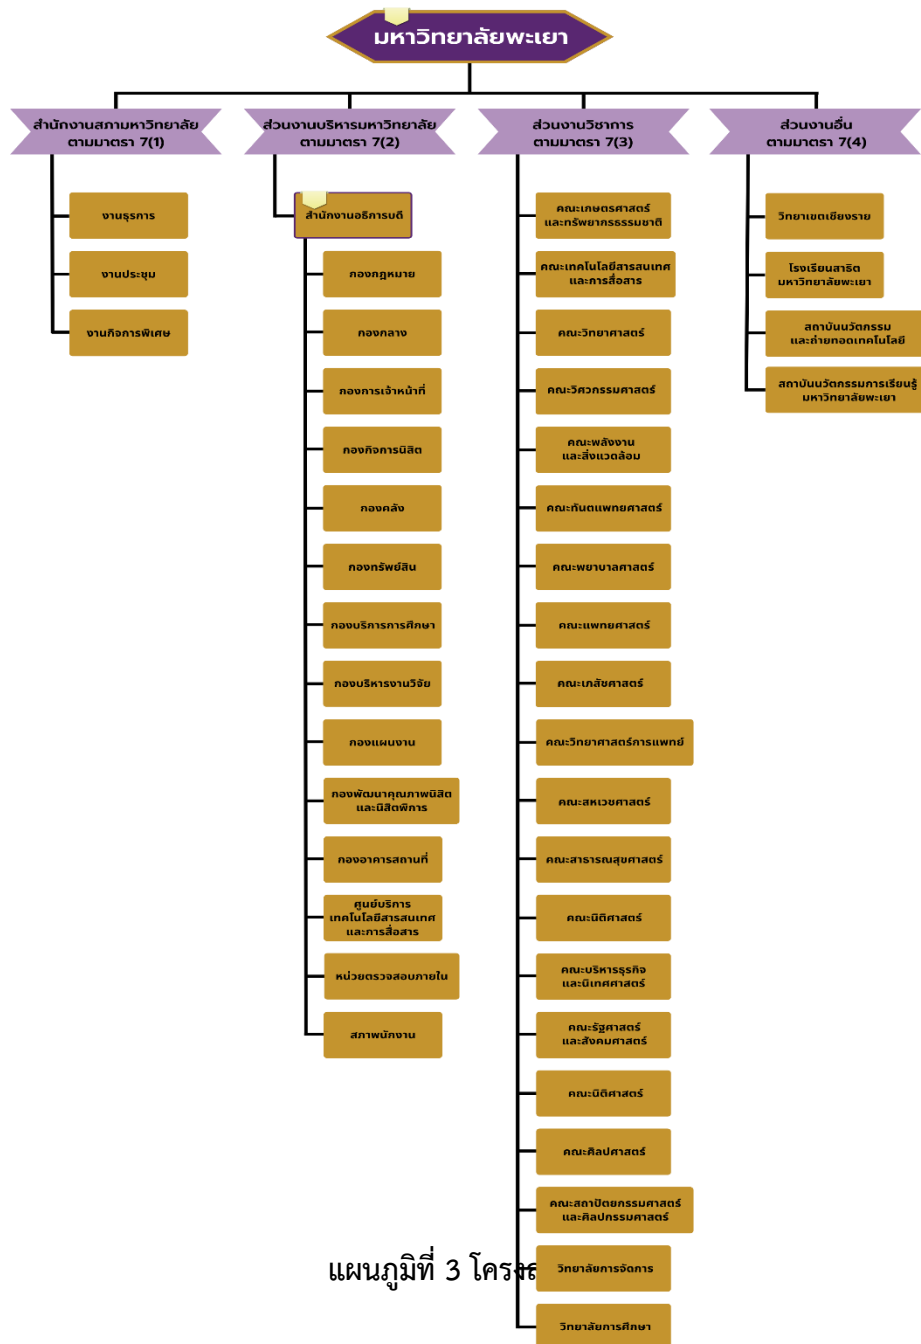 มหาวิทยาลัยพะเยา
สำนักงานสภามหาวิทยาลัย
ตามมาตรา 7(1)
งานธุรการ
งานประชุม
งานกิจการพิเศษ
ส่วนงานบริหารมหาวิทยาลัย
ตามมาตรา 7(2)
สำนักงานอธิการบดี
กองกฎหมาย
กองกลาง
กองการเจ้าหน้าที่
กองกิจการนิสิต
กองคลัง
กองทรัพย์สิน
กองบริการการศึกษา
กองบริหารงานวิจัย
กองแผนงาน
กองพัฒนาคุณภาพนิสิต
และนิสิตพิการ
กองอาคารสถานที่
ศูนย์บริการ
เทคโนโลยีสารสนเทศ
และการสื่อสาร
หน่วยตรวจสอบภายใน
สภาพนักงาน
ส่วนงานวิชาการ
ตามมาตรา 7(3)
คณะเกษตรศาสตร์
และทรัพยากรธรรมชาติ
คณะเทคโนโลยีสารสนเทศ
และการสื่อสาร
คณะวิทยาศาสตร์
คณะวิศวกรรมศาสตร์
คณะพลังงาน
และสิ่งแวดล้อม
คณะทันตแพทยศาสตร์
คณะพยาบาลศาสตร์
คณะแพทยศาสตร์
คณะเภสัชศาสตร์
คณะวิทยาศาสตร์การแพทย์
คณะสหเวชศาสตร์
คณะสาธารณสุขศาสตร์
คณะนิติศาสตร์
คณะบริหารธุรกิจ
และนิเทศศาสตร์
คณะรัฐศาสตร์
และสังคมศาสตร์
คณะนิติศาสตร์
คณะศิลปศาสตร์
คณะสถาปัตยกรรมศาสตร์
และศิลปกรรมศาสตร์
วิทยาลัยการจัดการ
วิทยาลัยการศึกษา
ส่วนงานอื่น
ตามมาตรา 7(4)
วิทยาเขตเชียงราย
โรงเรียนสาธิต
มหาวิทยาลัยพะเยา
สถาบันนวัตกรรม
และถ่ายทอดเทคโนโลยี
สถาบันนวัตกรรมการเรียนรู้
มหาวิทยาลัยพะเยา
แผนภูมิที่ 3